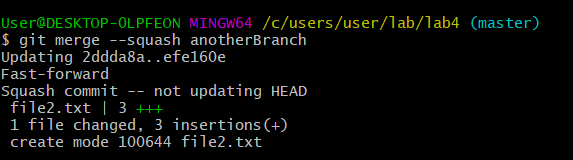 User@DESKTOP-OLPFEON MINGW64 /c/users/user/lab/lab4 (master)
$ git merge --squash anotherBranch
Updating 2ddda8a..efe160e
Fast-forward
Squash commit -- not updating HEAD
 file2.txt | 3 +++
 1 file changed, 3 insertions(+)
 create mode 100644 file2.txt